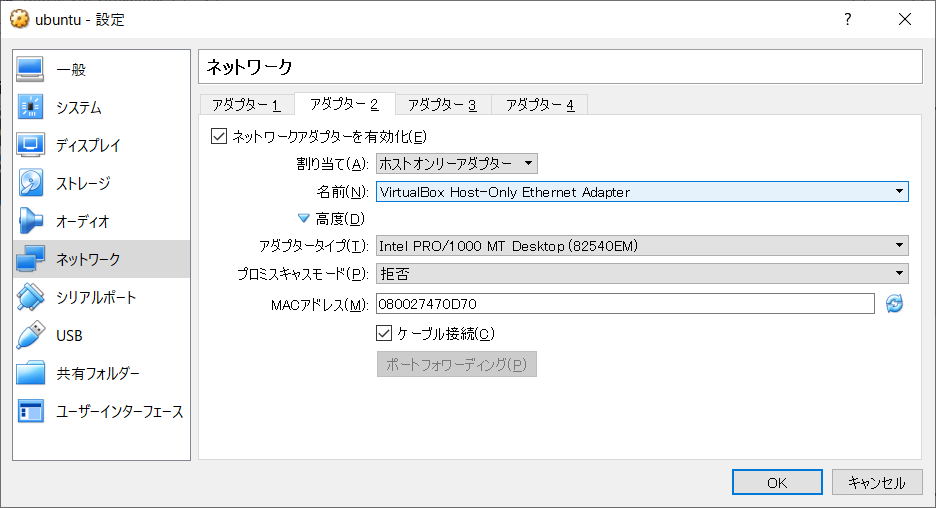 ubuntu - 設定
?
一般
システム
ディスプレイ
ストレージ
オーディオ
ネットワーク
シリアルポート
USB
共有フォルダー
ユーザーインターフェース
ネットワーク
アダプター 1 アダプター 2 アダプター 3 アダプター 4
ネットワークアダプターを有効化(E)
割り当て(A): ホストオンリーアダプター
名前(N): VirtualBox Host-Only Ethernet Adapter
高度(D)
アダプタータイプ(T): Intel PRO/1000 MT Desktop (82540EM)
プロミスキャスモード(P): 拒否
MACアドレス(M): 080027470D70
ケーブル接続(C)
ポートフォワーディング(P)
OK キャンセル